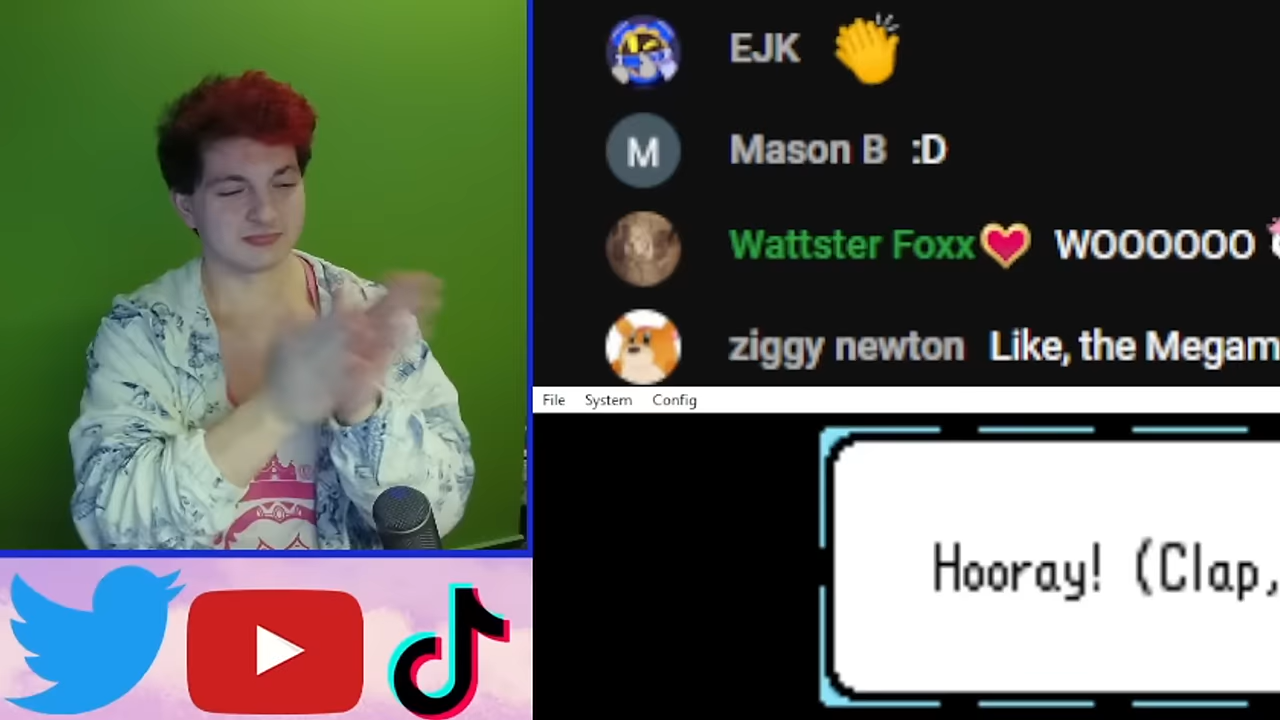 EJK
Mason B :D
M
Wattster Foxx WOOOOOO
ziggy newton Like, the Megam
File System Config
Hooray! (Clap,